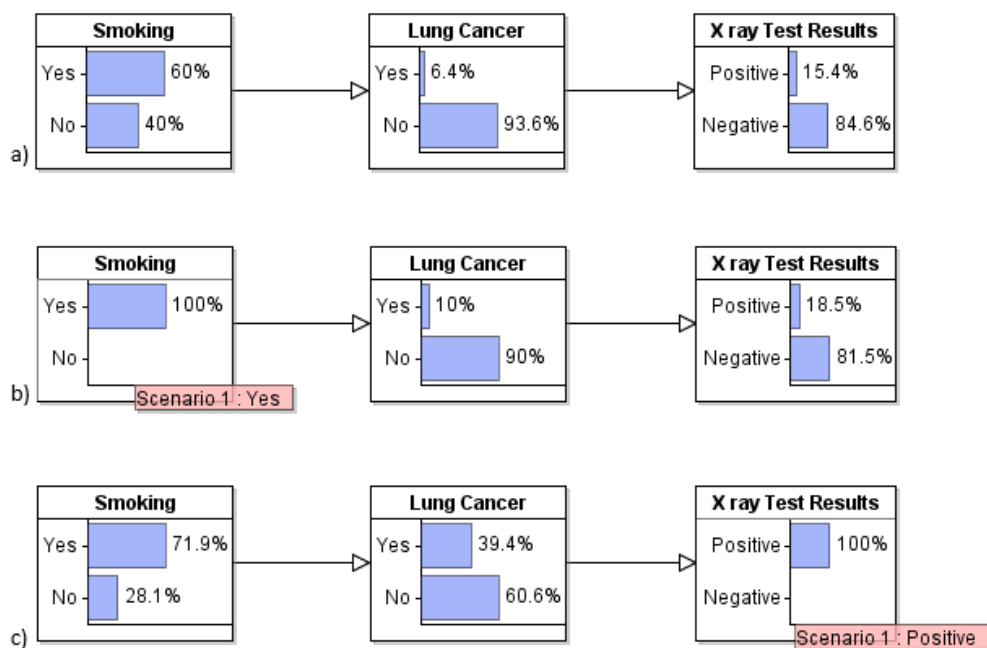 Smoking
Lung Cancer
X ray Test Results
Yes 60%
Yes 6.4%
Positive 15.4%
No 40%
No 93.6%
Negative 84.6%
a)
Smoking
Lung Cancer
X ray Test Results
Yes 100%
Yes 10%
Positive 18.5%
No
No 90%
Negative 81.5%
b)
Scenario 1 : Yes
Smoking
Lung Cancer
X ray Test Results
Yes 71.9%
Yes 39.4%
Positive 100%
No 28.1%
No 60.6%
Negative
c)
Scenario 1 : Positive